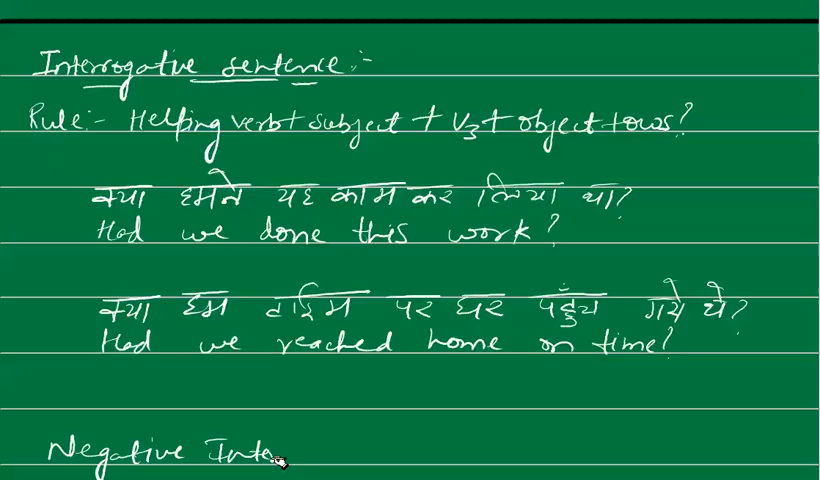 Interrogative sentence :-
Rule:- Helping verb + subject + V3 + object + ows?
क्या हमने यह काम कर लिया था?
Had we done this work?
क्या हम टाइम पर घर पहुँच गये थे?
Had we reached home on time?
Negative Inte